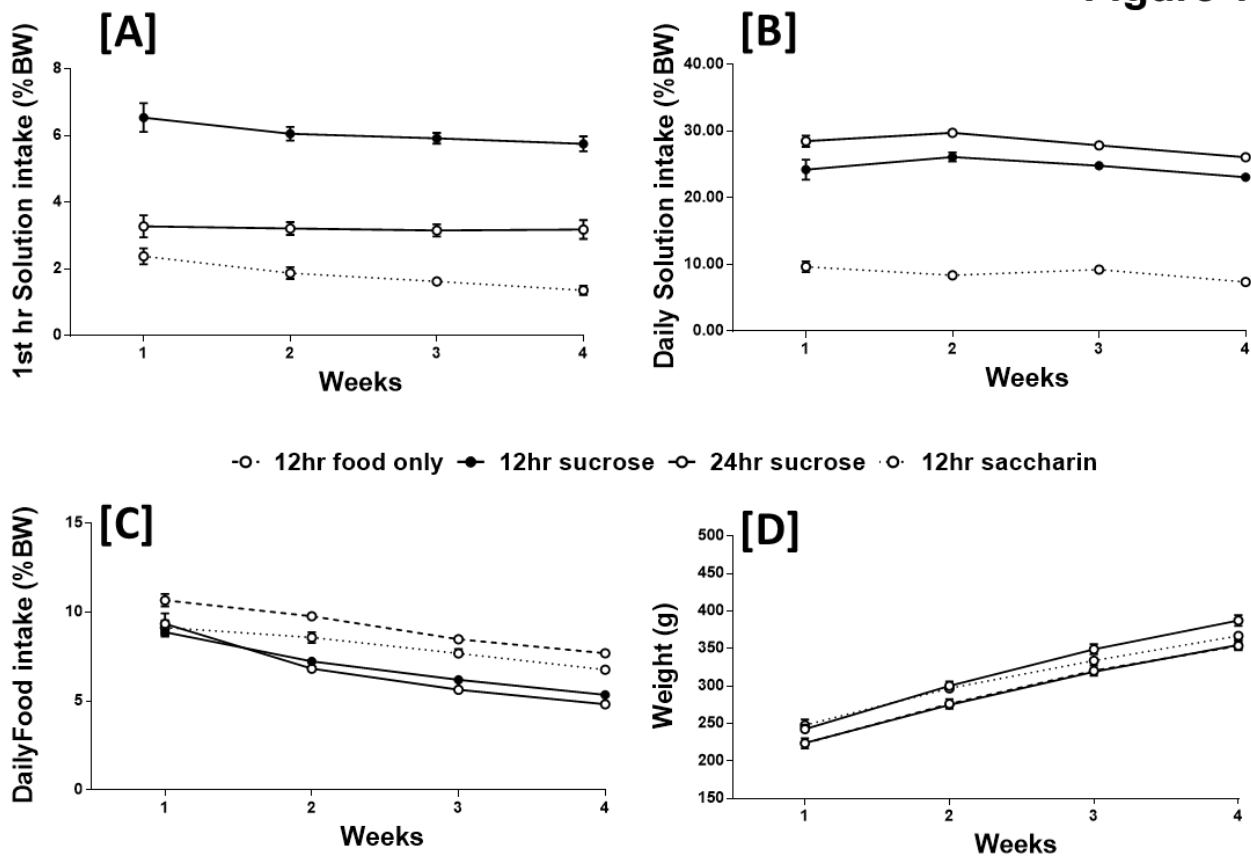 [A]
1st hr Solution intake (%BW)
8
6
4
2
0
1
2
3
4
Weeks
[B]
Daily Solution intake (%BW)
40.00
30.00
20.00
10.00
0.00
1
2
3
4
Weeks
12hr food only 12hr sucrose 24hr sucrose 12hr saccharin
[C]
DailyFood intake (%BW)
15
10
5
0
1
2
3
4
Weeks
[D]
Weight (g)
500
450
400
350
300
250
200
150
1
2
3
4
Weeks